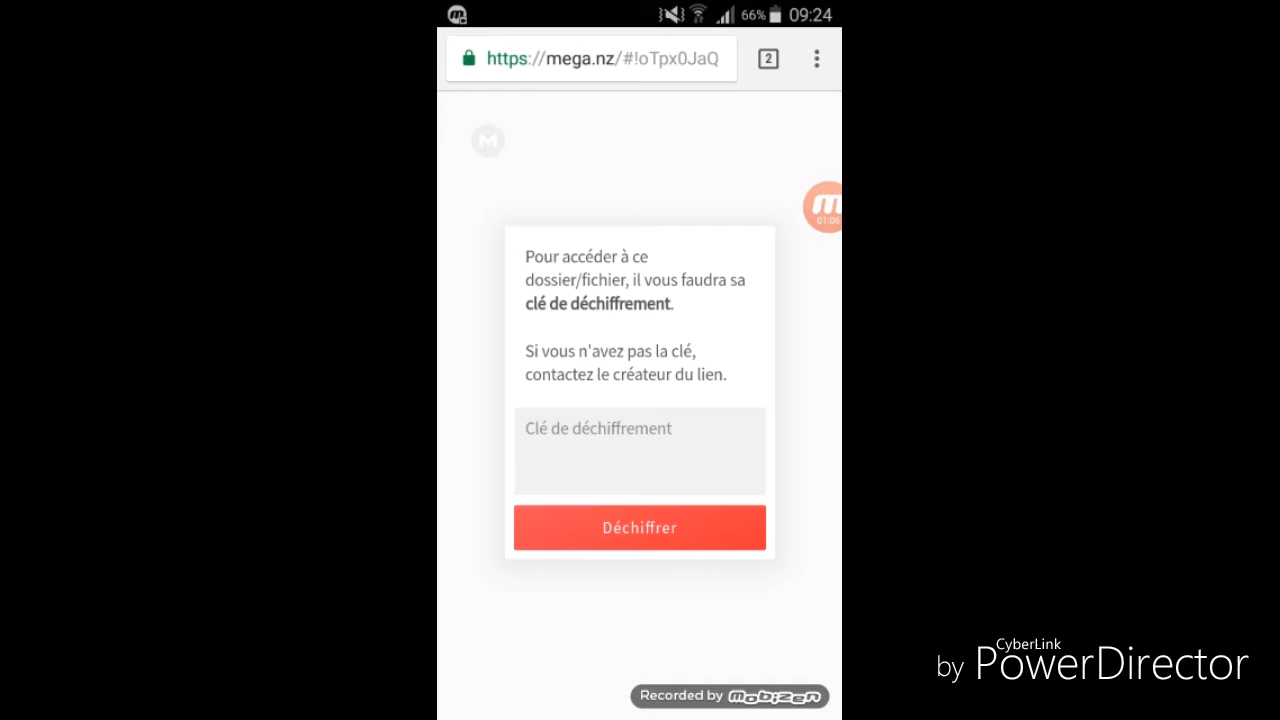 66% 09:24
https://mega.nz/#!oTpx0JaQ
2
M
01:06
Pour accéder à ce
dossier/fichier, il vous faudra sa
clé de déchiffrement.
Si vous n'avez pas la clé,
contactez le créateur du lien.
Clé de déchiffrement
Déchiffrer
CyberLink
by PowerDirector
Recorded by mobizen